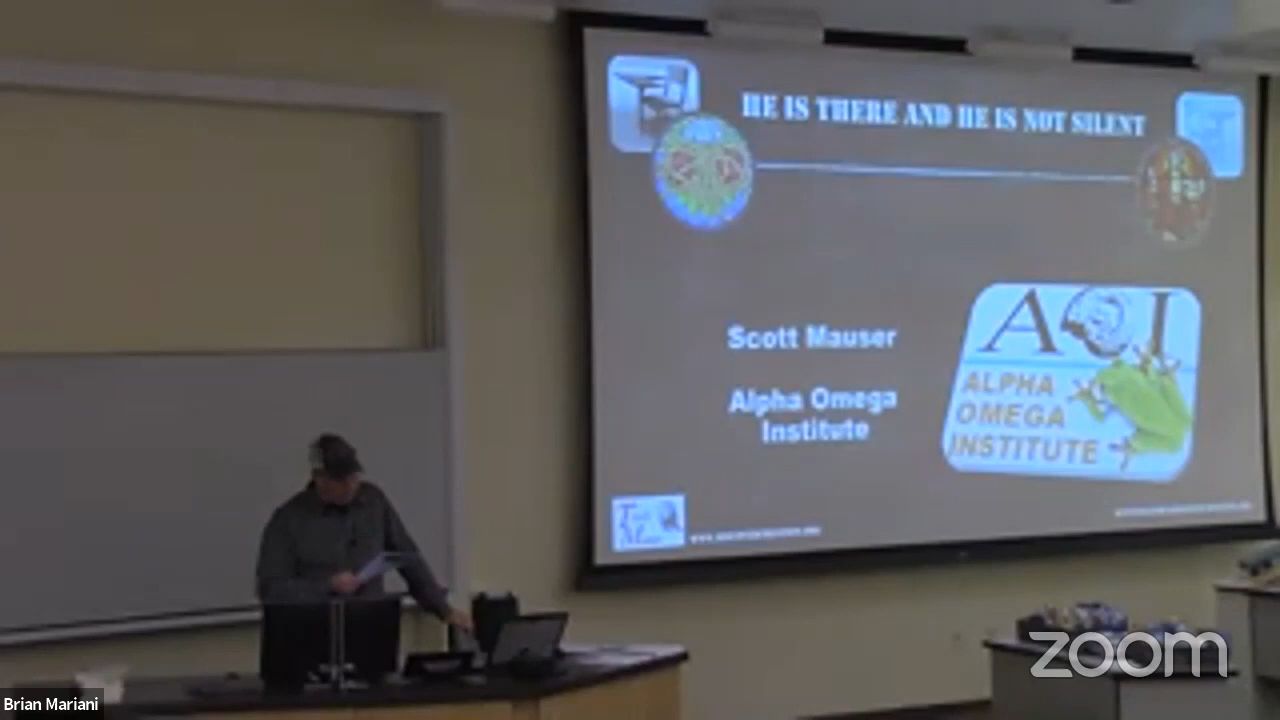 HE IS THERE AND HE IS NOT SILENT
Scott Mauser
Alpha Omega
Institute
AOI
ALPHA
OMEGA
INSTITUTE
zoom
Brian Mariani